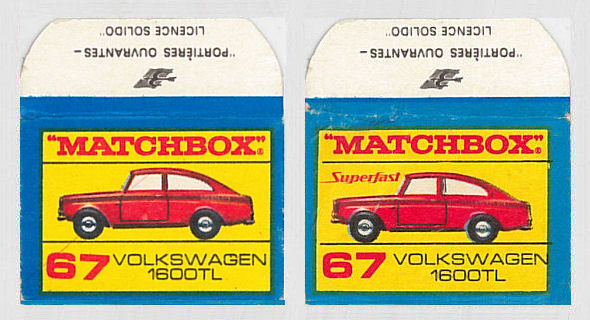 "PORTIÈRES OUVRANTES-
LICENCE SOLIDO"
"MATCHBOX"®
67 VOLKSWAGEN
1600TL
"PORTIÈRES OUVRANTES-
LICENCE SOLIDO"
"MATCHBOX"®
Superfast
67 VOLKSWAGEN
1600TL